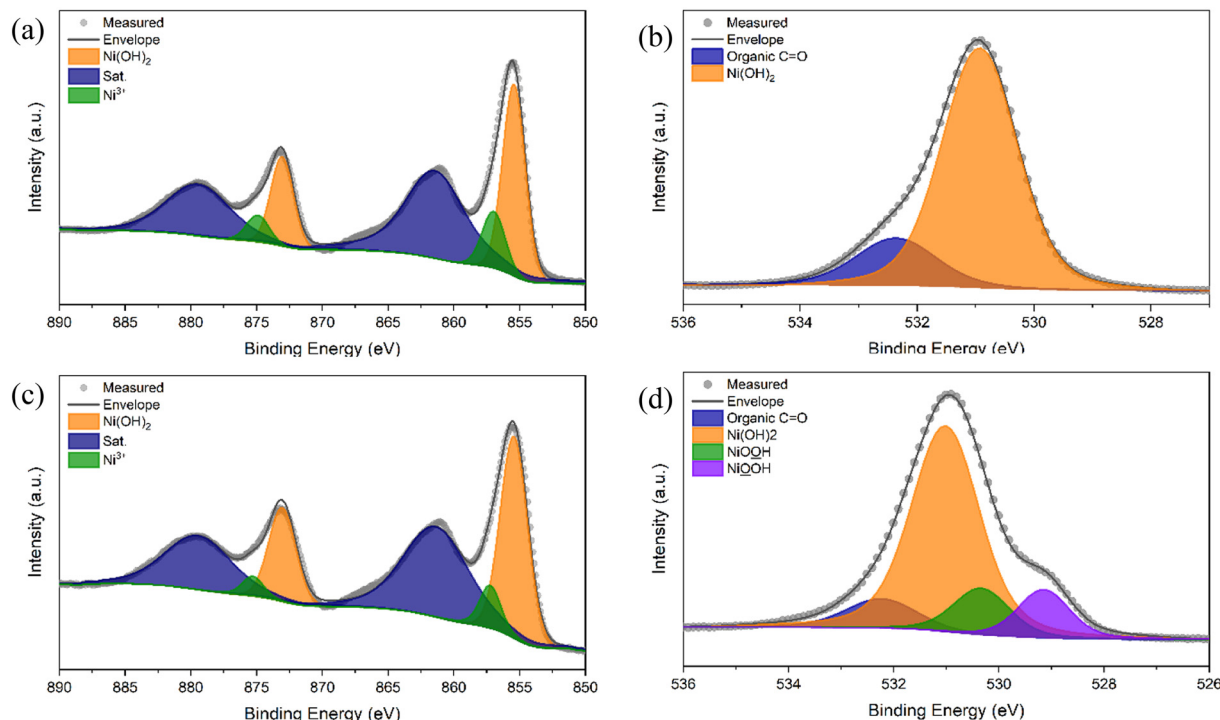 (a)
Measured
Envelope
Ni(OH)₂
Sat.
Ni³⁺
Intensity (a.u.)
890 885 880 875 870 865 860 855 850
Binding Energy (eV)
(b)
Measured
Envelope
Organic C=O
Ni(OH)₂
Intensity (a.u.)
536 534 532 530 528
Binding Energy (eV)
(c)
Measured
Envelope
Ni(OH)₂
Sat.
Ni³⁺
Intensity (a.u.)
890 885 880 875 870 865 860 855 850
Binding Energy (eV)
(d)
Measured
Envelope
Organic C=O
Ni(OH)2
NiOO̲H
NiO̲OH
Intensity (a.u.)
536 534 532 530 528 526
Binding Energy (eV)